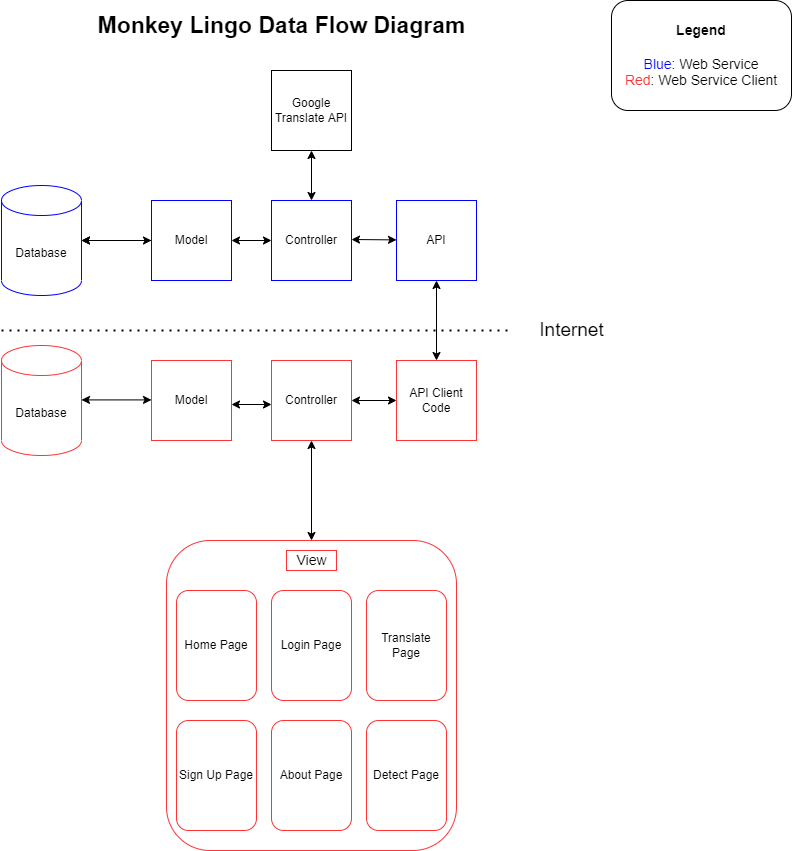 Monkey Lingo Data Flow Diagram
Legend
Blue: Web Service
Red: Web Service Client
Google
Translate API
Database
Model
Controller
API
Internet
Database
Model
Controller
API Client
Code
View
Home Page
Login Page
Translate
Page
Sign Up Page
About Page
Detect Page